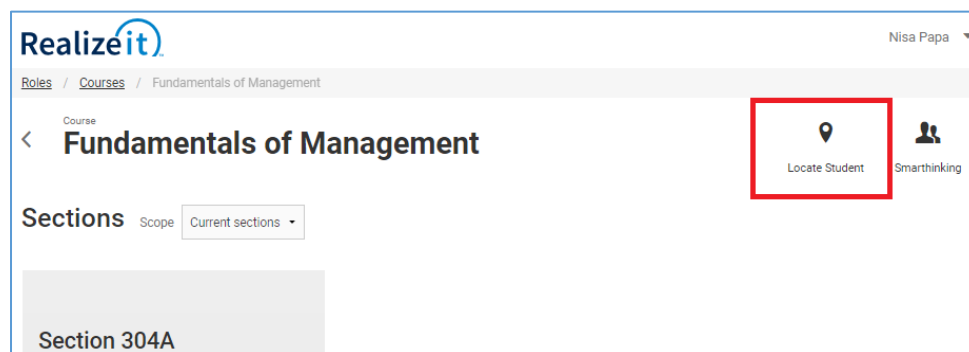 Realizeit
Nisa Papa
Roles / Courses / Fundamentals of Management
Course
Fundamentals of Management
Locate Student
Smarthinking
Sections Scope Current sections
Section 304A